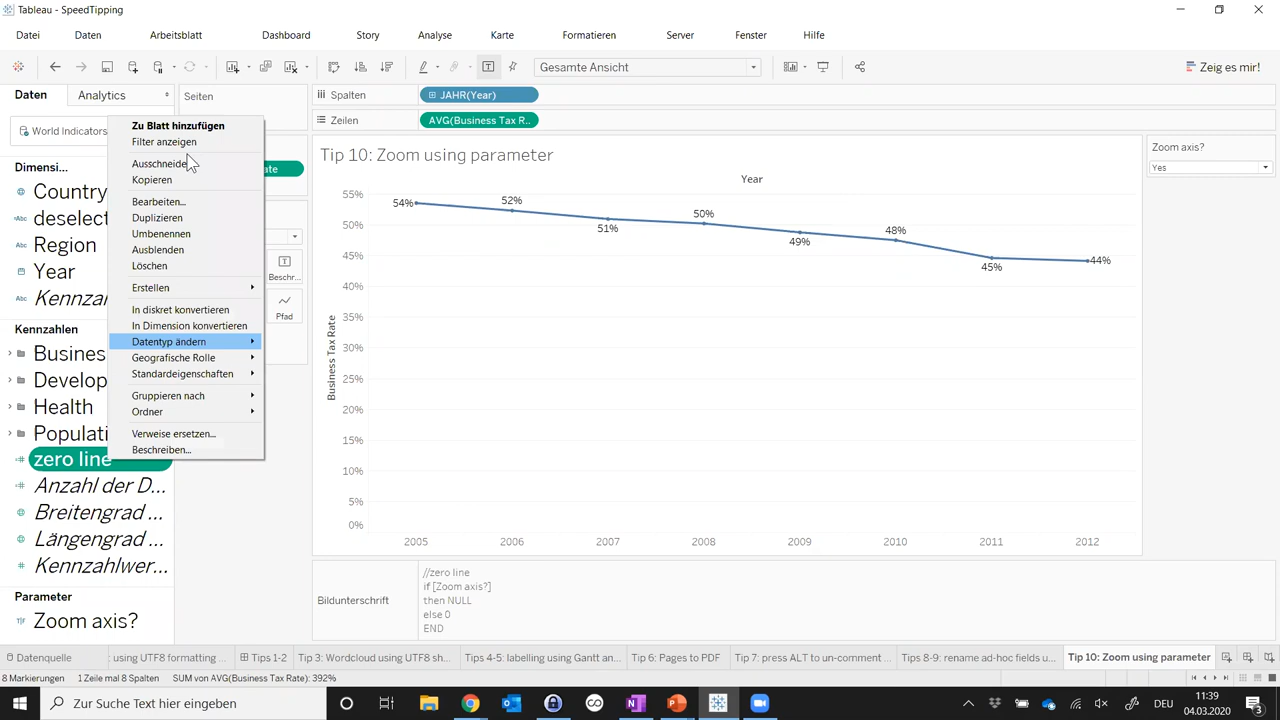 Tableau - SpeedTipping
Datei Daten Arbeitsblatt Dashboard Story Analyse Karte Formatieren Server Fenster Hilfe
Gesamte Ansicht
Zeig es mir!
Daten Analytics
World Indicators
Dimensi...
Country
deselect
Region
Year
Kennzahl
Kennzahlen
Busines
Develop
Health
Populati
zero line
Anzahl der D...
Breitengrad ...
Längengrad ...
Kennzahlwer...
Parameter
Zoom axis?
Zu Blatt hinzufügen
Filter anzeigen
Ausschneide
Kopieren
Bearbeiten...
Duplizieren
Umbenennen
Ausblenden
Löschen
Erstellen
In diskret konvertieren
In Dimension konvertieren
Datentyp ändern
Geografische Rolle
Standardeigenschaften
Gruppieren nach
Ordner
Verweise ersetzen...
Beschreiben...
Seiten
ate
Beschr...
Pfad
Spalten JAHR(Year)
Zeilen AVG(Business Tax R..
Tip 10: Zoom using parameter
Year
Business Tax Rate
55%
50%
45%
40%
35%
30%
25%
20%
15%
10%
5%
0%
54% 52% 51% 50% 49% 48% 45% 44%
2005 2006 2007 2008 2009 2010 2011 2012
Zoom axis?
Yes
Bildunterschrift
//zero line
if [Zoom axis?]
then NULL
else 0
END
Datenquelle : using UTF8 formatting ... Tips 1-2 Tip 3: Wordcloud using UTF8 sh... Tips 4-5: labelling using Gantt an... Tip 6: Pages to PDF Tip 7: press ALT to un-comment ... Tips 8-9: rename ad-hoc fields u... Tip 10: Zoom using parameter
8 Markierungen 1 Zeile mal 8 Spalten SUM von AVG(Business Tax Rate): 392%
Zur Suche Text hier eingeben
DEU
11:39
04.03.2020
3